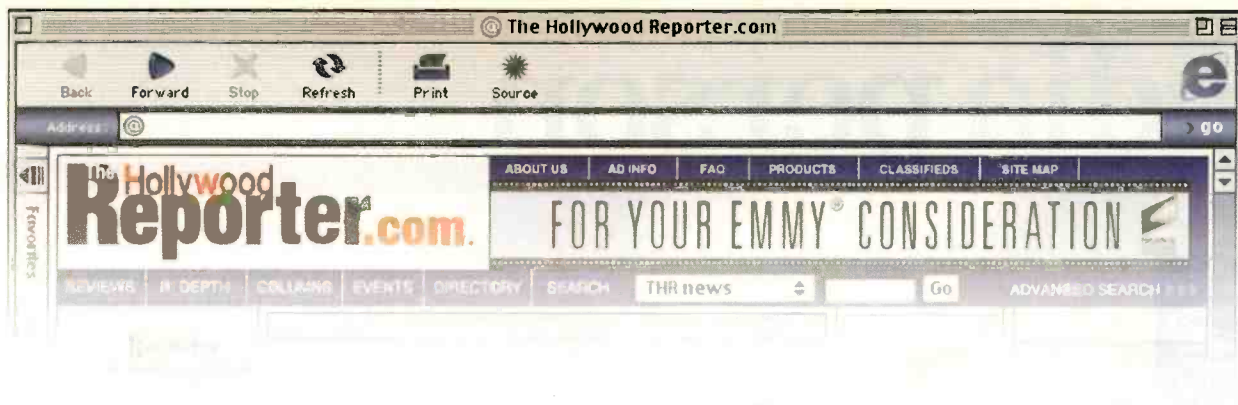 @ The Hollywood Reporter.com
Back Forward Stop Refresh Print Source
Address: @ go
Favorites
ABOUT US AD INFO FAQ PRODUCTS CLASSIFIEDS SITE MAP
The Hollywood
Reporter.com.
FOR YOUR EMMY® CONSIDERATION
REVIEWS IN DEPTH COLUMNS EVENTS DIRECTORY SEARCH THR news Go ADVANCED SEARCH